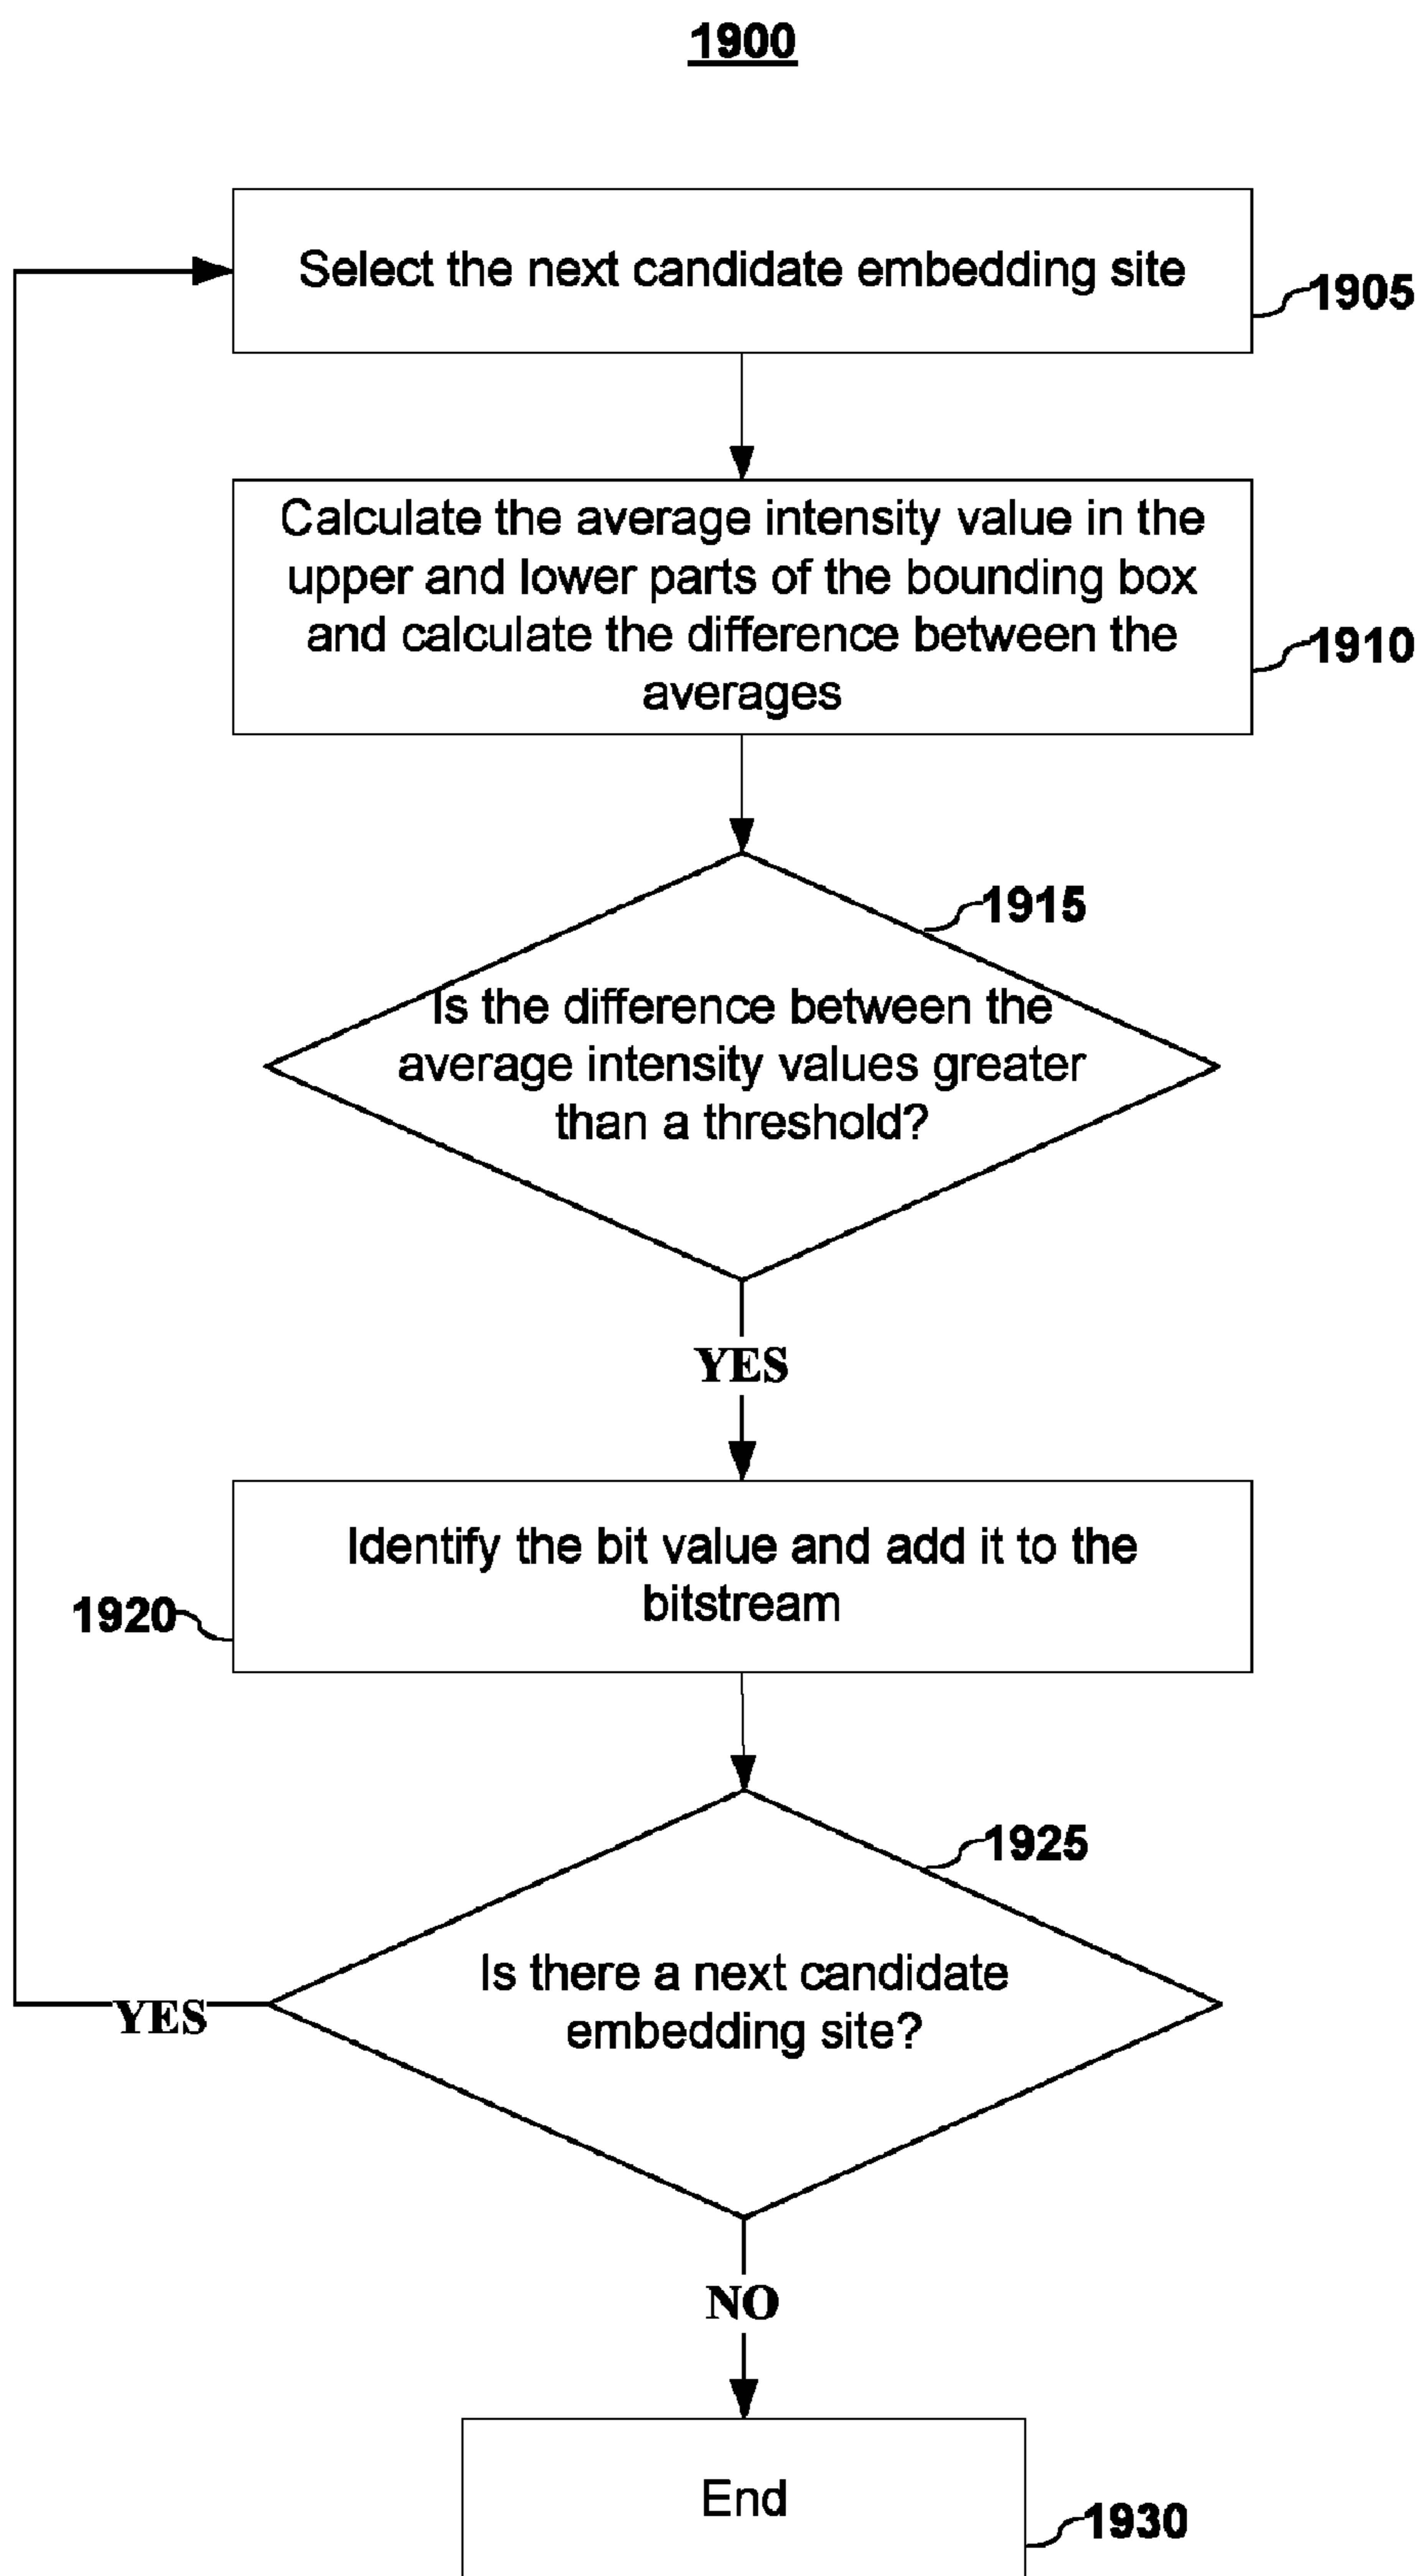 1900
Select the next candidate embedding site
1905
Calculate the average intensity value in the
upper and lower parts of the bounding box
and calculate the difference between the
averages
1910
1915
Is the difference between the
average intensity values greater
than a threshold?
YES
Identify the bit value and add it to the
bitstream
1920
1925
Is there a next candidate
embedding site?
YES
NO
End
1930